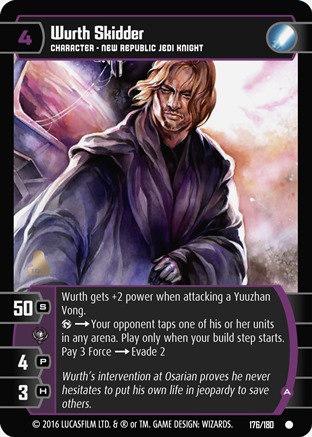 4
Wurth Skidder
CHARACTER - NEW REPUBLIC JEDI KNIGHT
50 S
4 P
3 H
Wurth gets +2 power when attacking a Yuuzhan
Vong.
→Your opponent taps one of his or her units
in any arena. Play only when your build step starts.
Pay 3 Force → Evade 2
Wurth's intervention at Osarian proves he never
hesitates to put his own life in jeopardy to save
others.
A
© 2016 LUCASFILM LTD. & ® or TM. GAME DESIGN: WIZARDS.
176/180